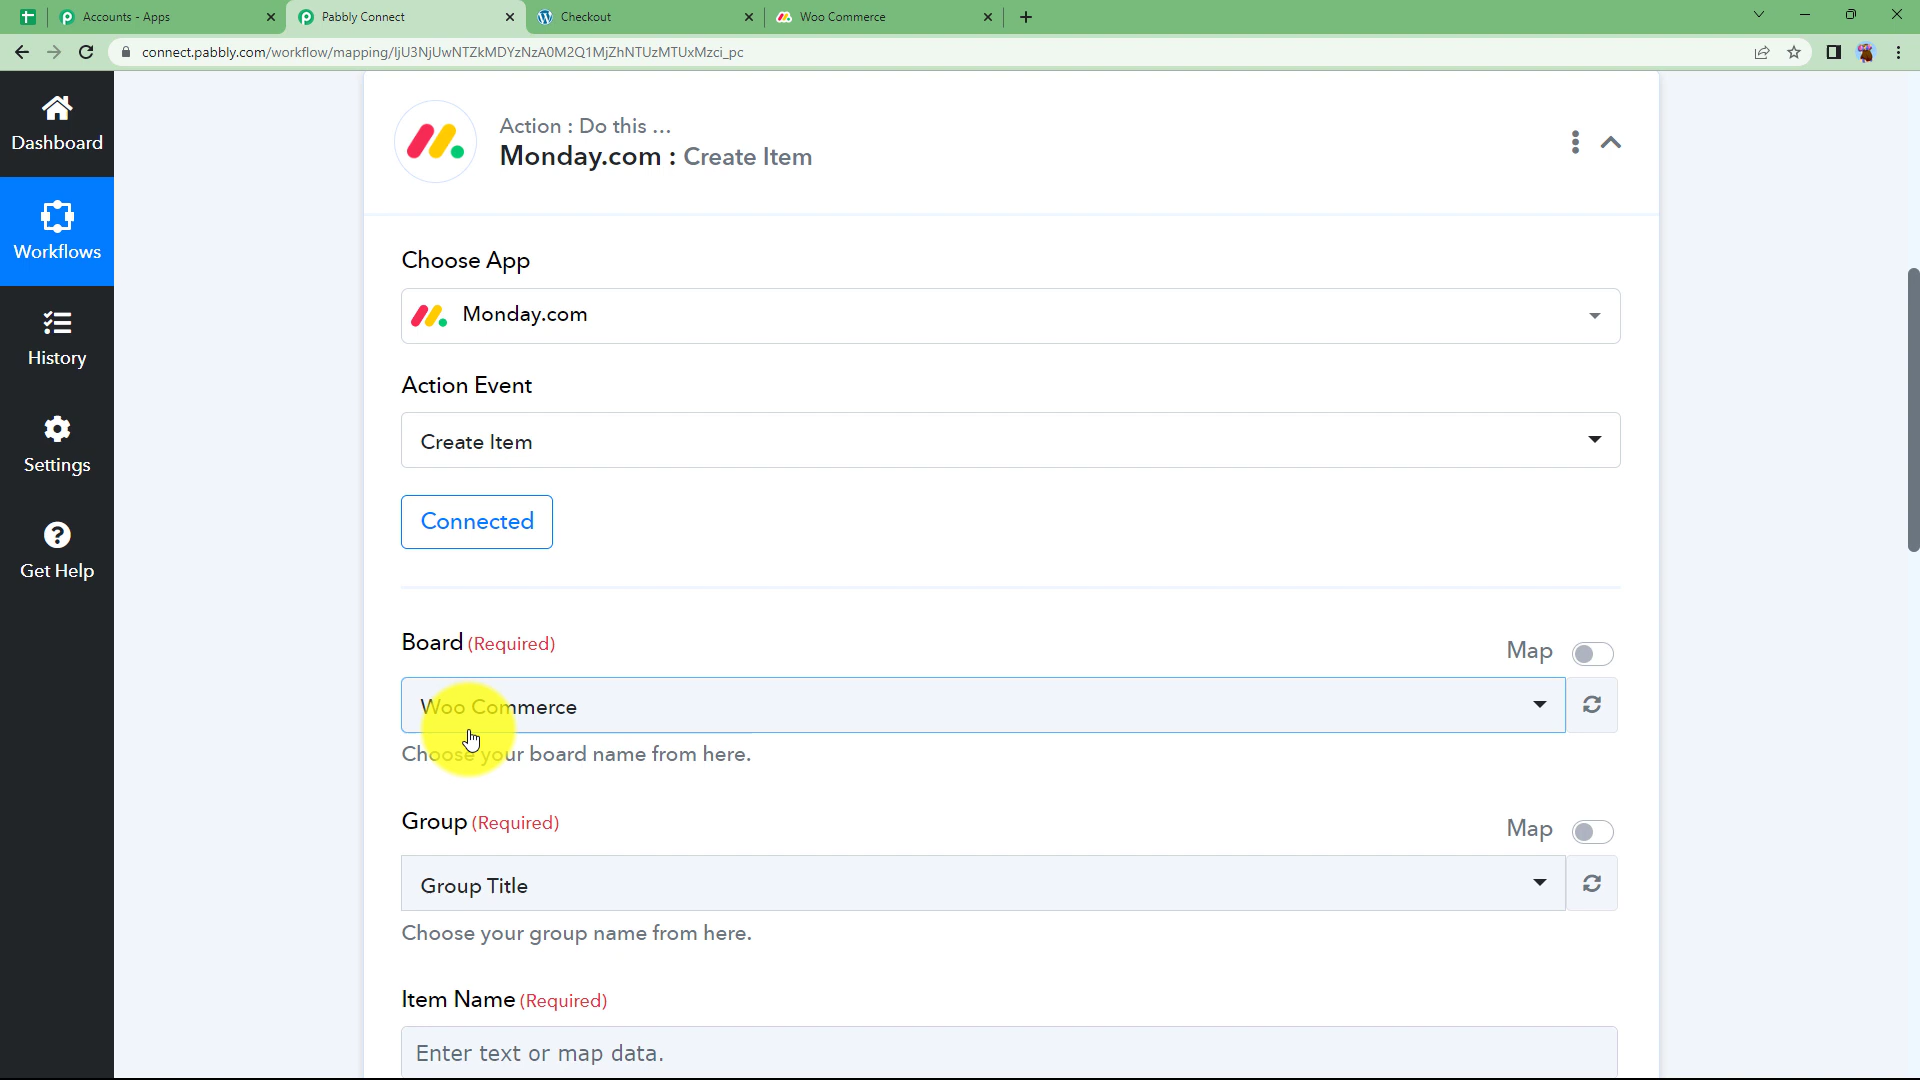 Accounts - Apps
Pabbly Connect
Checkout
Woo Commerce
connect.pabbly.com/workflow/mapping/IjU3NjUwNTZkMDYzNzA0M2Q1MjZhNTUzMTUxMzci_pc
Dashboard
Workflows
History
Settings
Get Help
Action : Do this ...
Monday.com : Create Item
Choose App
Monday.com
Action Event
Create Item
Connected
Board (Required)
Map
Woo Commerce
Choose your board name from here.
Group (Required)
Map
Group Title
Choose your group name from here.
Item Name (Required)
Enter text or map data.